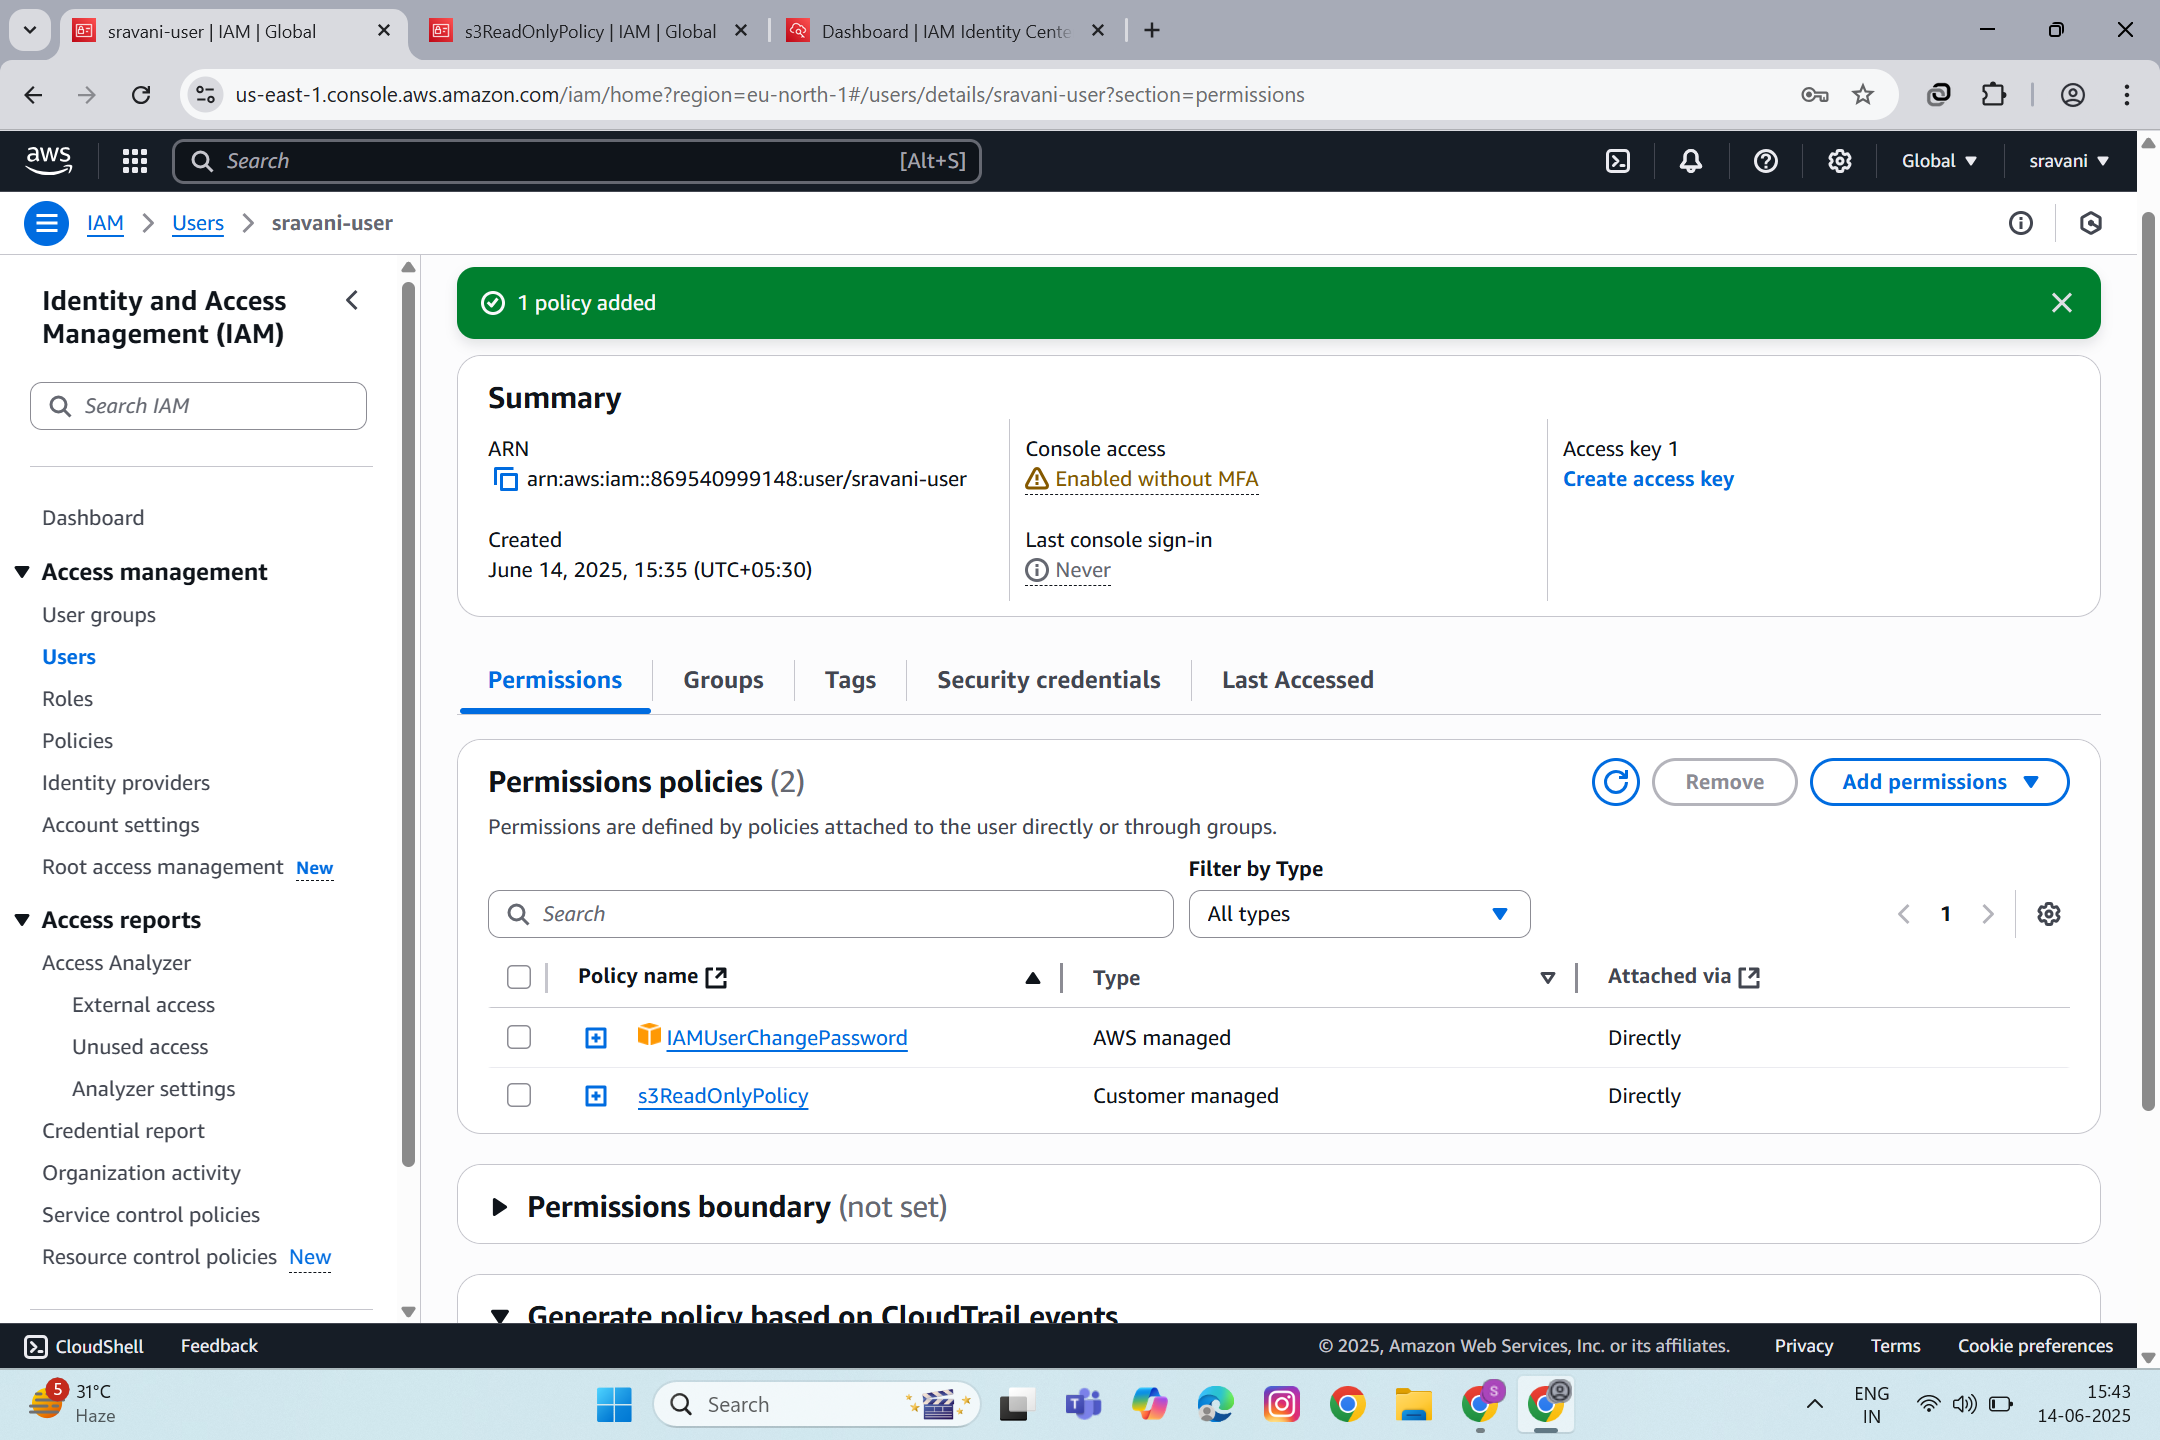 sravani-user | IAM | Global
s3ReadOnlyPolicy | IAM | Global
Dashboard | IAM Identity Cente
us-east-1.console.aws.amazon.com/iam/home?region=eu-north-1#/users/details/sravani-user?section=permissions
aws
Search
[Alt+S]
Global
sravani
IAM
Users
sravani-user
Identity and Access
Management (IAM)
Search IAM
Dashboard
Access management
User groups
Users
Roles
Policies
Identity providers
Account settings
Root access management New
Access reports
Access Analyzer
External access
Unused access
Analyzer settings
Credential report
Organization activity
Service control policies
Resource control policies New
1 policy added
Summary
ARN
arn:aws:iam::869540999148:user/sravani-user
Created
June 14, 2025, 15:35 (UTC+05:30)
Console access
Enabled without MFA
Last console sign-in
Never
Access key 1
Create access key
Permissions
Groups
Tags
Security credentials
Last Accessed
Permissions policies (2)
Remove
Add permissions
Permissions are defined by policies attached to the user directly or through groups.
Filter by Type
Search
All types
1
Policy name
Type
Attached via
IAMUserChangePassword
AWS managed
Directly
s3ReadOnlyPolicy
Customer managed
Directly
Permissions boundary (not set)
Generate policy based on CloudTrail events
CloudShell
Feedback
© 2025, Amazon Web Services, Inc. or its affiliates.
Privacy
Terms
Cookie preferences
5
31°C
Haze
Search
S
ENG
IN
15:43
14-06-2025